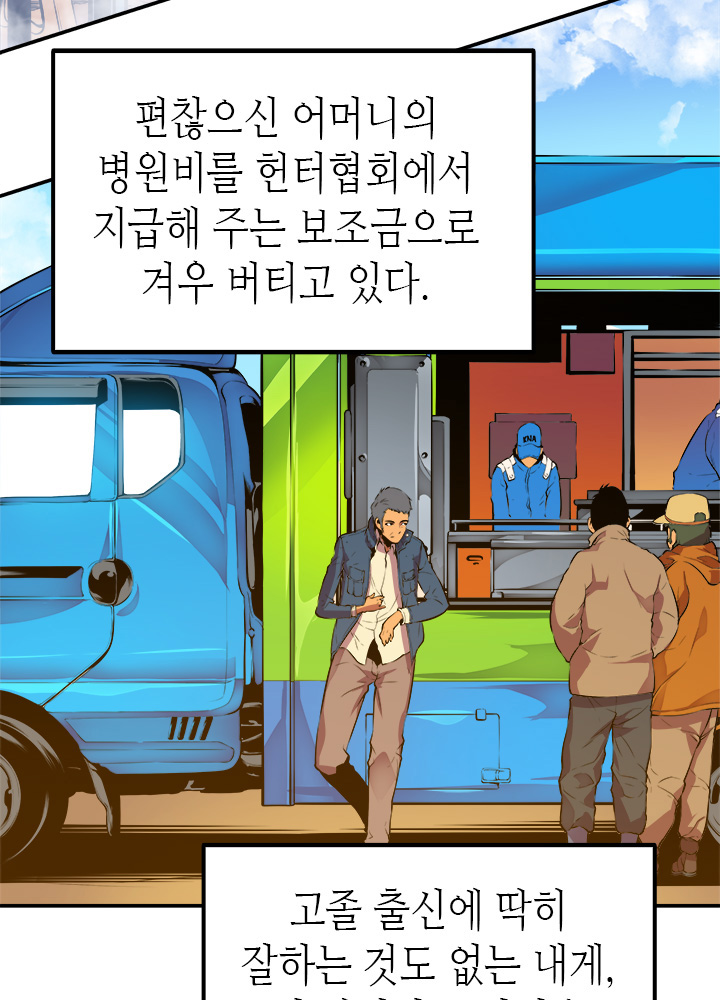 편찮으신 어머니의
병원비를 헌터협회에서
지급해 주는 보조금으로
겨우 버티고 있다.
KNA
고졸 출신에 딱히
잘하는 것도 없는 내게,